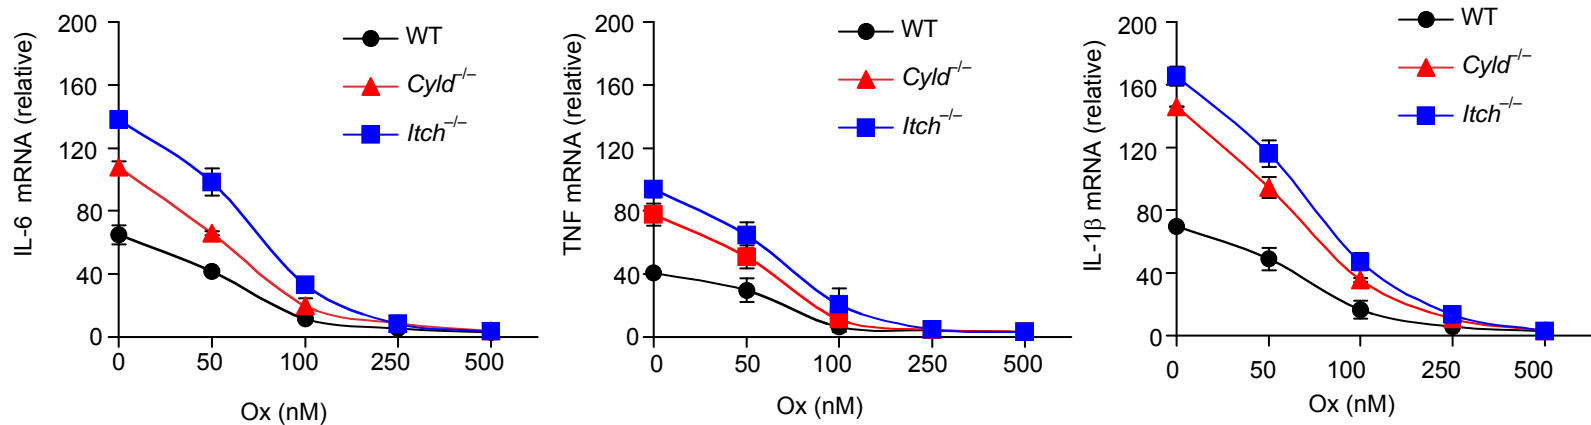 IL-6 mRNA (relative)
200
160
120
80
40
0
0 50 100 250 500
Ox (nM)
WT
Cyld⁻/⁻
Itch⁻/⁻
TNF mRNA (relative)
200
160
120
80
40
0
0 50 100 250 500
Ox (nM)
WT
Cyld⁻/⁻
Itch⁻/⁻
IL-1β mRNA (relative)
200
160
120
80
40
0
0 50 100 250 500
Ox (nM)
WT
Cyld⁻/⁻
Itch⁻/⁻